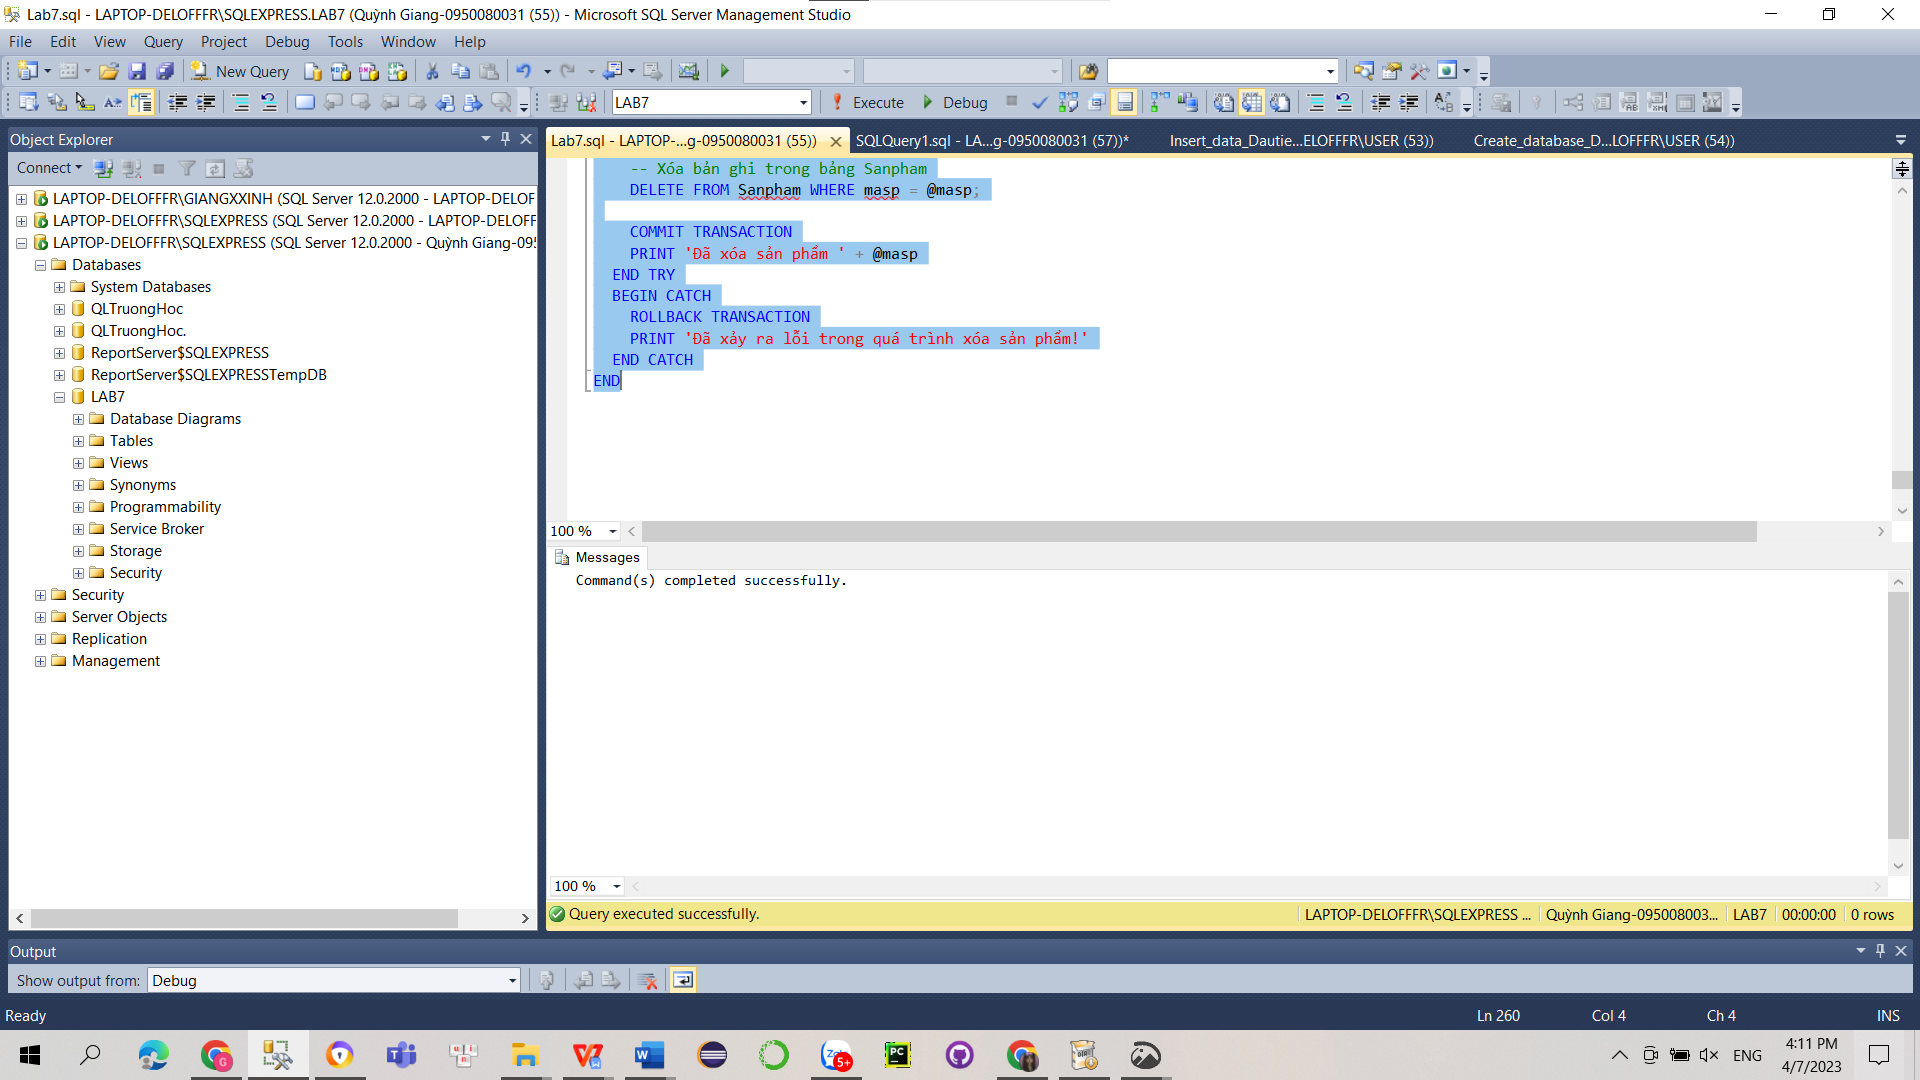 Lab7.sql - LAPTOP-DELOFFFR\SQLEXPRESS.LAB7 (Quỳnh Giang-0950080031 (55)) - Microsoft SQL Server Management Studio
File Edit View Query Project Debug Tools Window Help
New Query
LAB7
Execute
Debug
Object Explorer
Connect
LAPTOP-DELOFFFR\GIANGXXINH (SQL Server 12.0.2000 - LAPTOP-DELOF
LAPTOP-DELOFFFR\SQLEXPRESS (SQL Server 12.0.2000 - LAPTOP-DELOFF
LAPTOP-DELOFFFR\SQLEXPRESS (SQL Server 12.0.2000 - Quỳnh Giang-095
Databases
System Databases
QLTruongHoc
QLTruongHoc.
ReportServer$SQLEXPRESS
ReportServer$SQLEXPRESSTempDB
LAB7
Database Diagrams
Tables
Views
Synonyms
Programmability
Service Broker
Storage
Security
Security
Server Objects
Replication
Management
Lab7.sql - LAPTOP-...g-0950080031 (55))
SQLQuery1.sql - LA...g-0950080031 (57))*
Insert_data_Dautie...ELOFFFR\USER (53))
Create_database_D...LOFFFR\USER (54))
-- Xóa bản ghi trong bảng Sanpham
DELETE FROM Sanpham WHERE masp = @masp;
COMMIT TRANSACTION
PRINT 'Đã xóa sản phẩm ' + @masp
END TRY
BEGIN CATCH
ROLLBACK TRANSACTION
PRINT 'Đã xảy ra lỗi trong quá trình xóa sản phẩm!'
END CATCH
END
100 %
Messages
Command(s) completed successfully.
100 %
Query executed successfully.
LAPTOP-DELOFFFR\SQLEXPRESS ...
Quỳnh Giang-095008003...
LAB7
00:00:00
0 rows
Output
Show output from: Debug
Ready
Ln 260
Col 4
Ch 4
INS
5+
PC
ENG
4:11 PM
4/7/2023